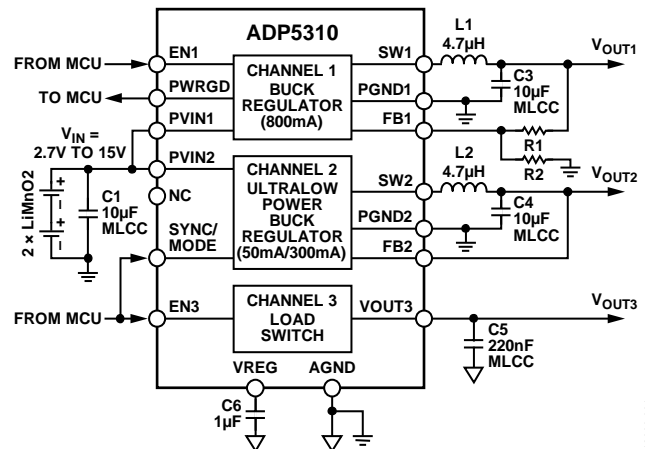 ADP5310
FROM MCU
TO MCU
VIN =
2.7V TO 15V
2 × LiMnO2
+
–
+
–
C1
10µF
MLCC
EN1
PWRGD
PVIN1
PVIN2
NC
SYNC/
MODE
FROM MCU
EN3
CHANNEL 1
BUCK
REGULATOR
(800mA)
CHANNEL 2
ULTRALOW
POWER
BUCK
REGULATOR
(50mA/300mA)
CHANNEL 3
LOAD
SWITCH
SW1
PGND1
FB1
SW2
PGND2
FB2
VOUT3
VREG
AGND
C6
1µF
L1
4.7µH
C3
10µF
MLCC
VOUT1
R1
R2
L2
4.7µH
VOUT2
C4
10µF
MLCC
VOUT3
C5
220nF
MLCC